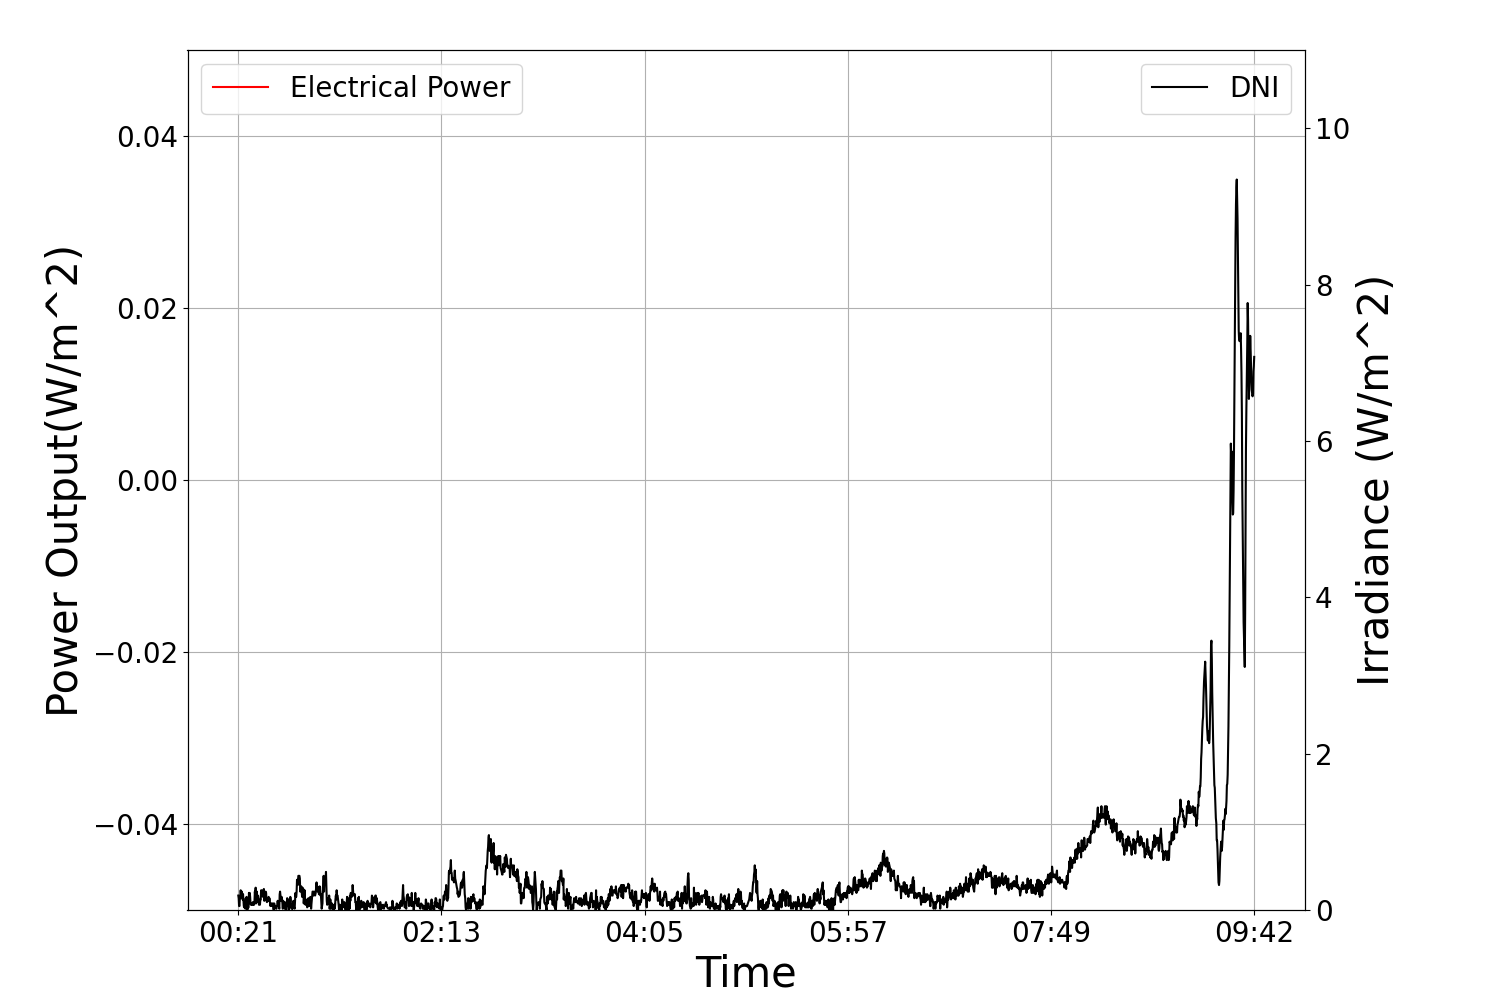 Electrical Power
DNI
0.04
0.02
0.00
−0.02
−0.04
Power Output(W/m^2)
10
8
6
4
2
0
Irradiance (W/m^2)
00:21 02:13 04:05 05:57 07:49 09:42
Time